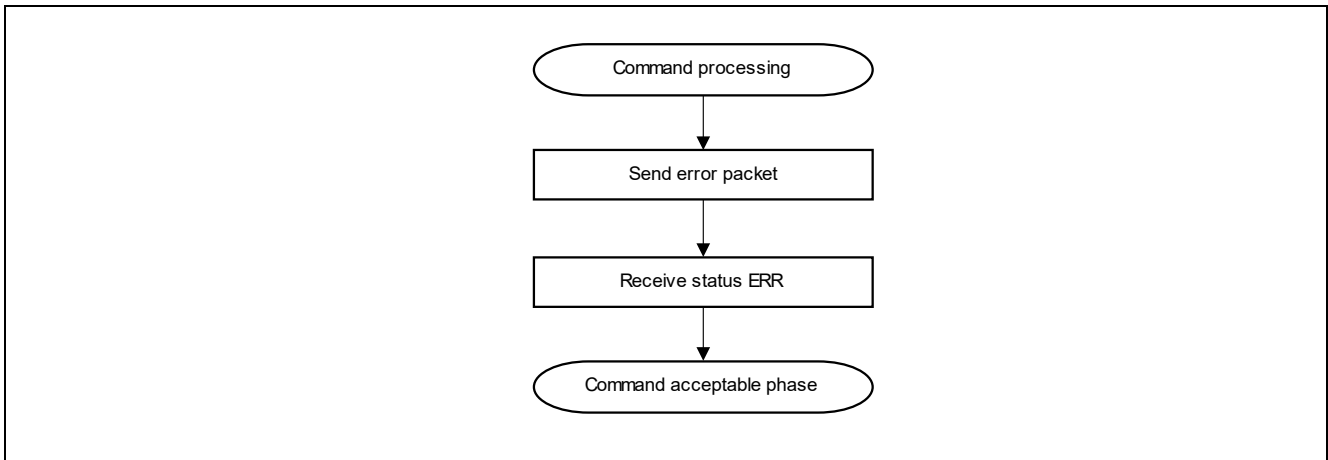 Command processing
Send error packet
Receive status ERR
Command acceptable phase